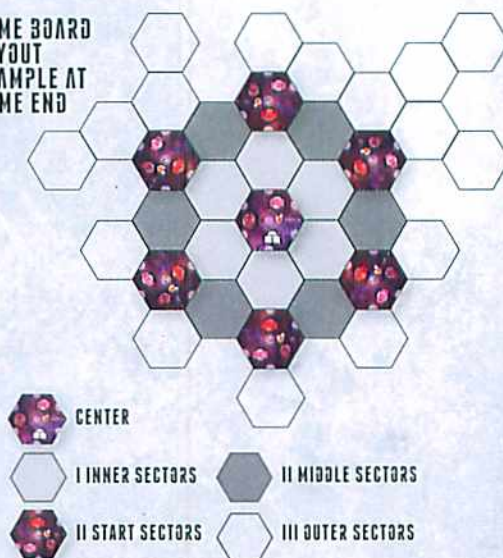 ME BOARD
YOUT
AMPLE AT
ME END
CENTER
I INNER SECTORS
II MIDDLE SECTORS
II START SECTORS
III OUTER SECTORS